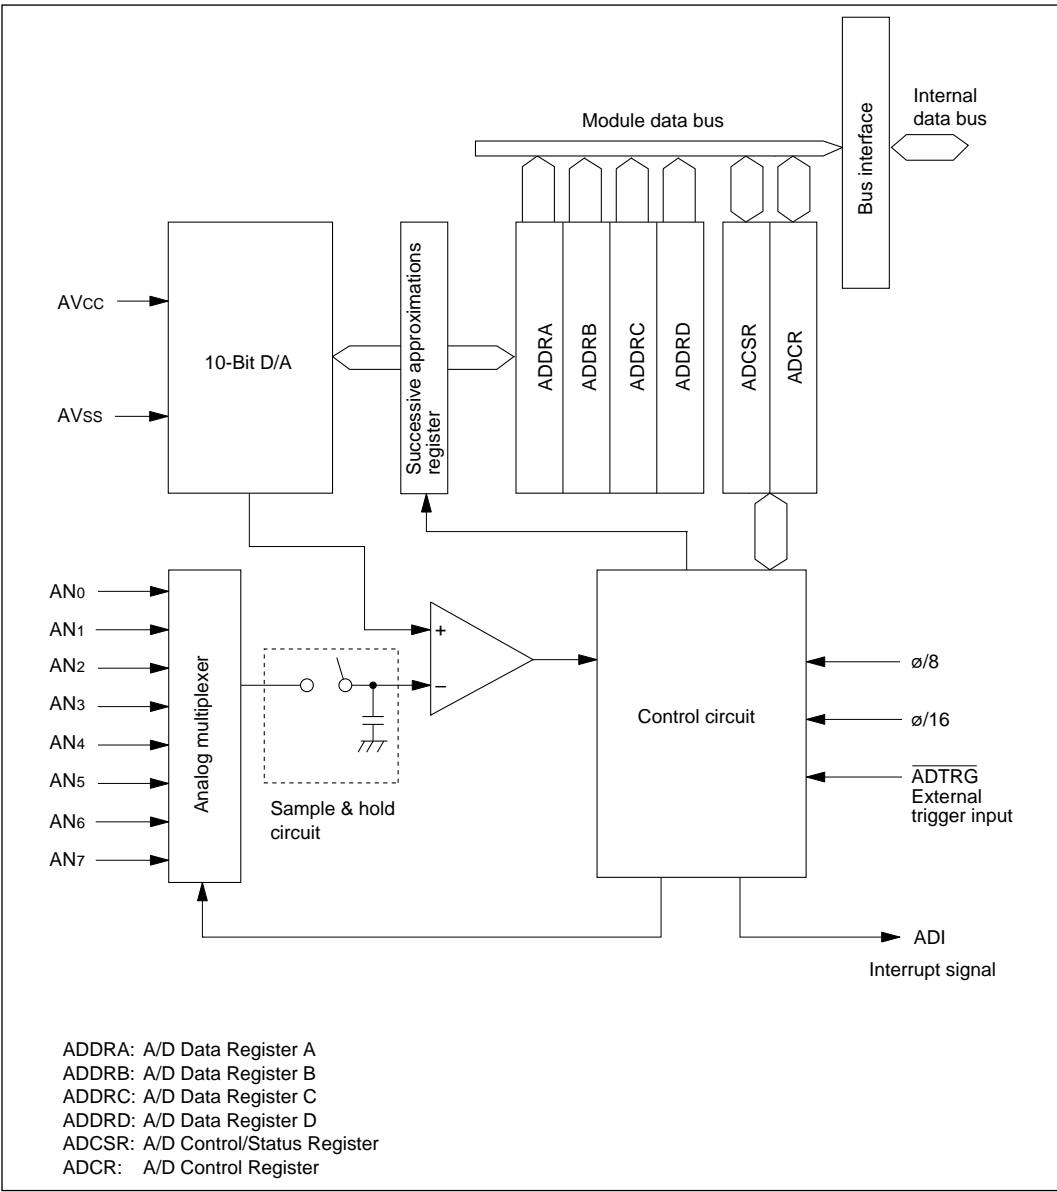 Module data bus
Bus interface
Internal
data bus
AVCC
AVSS
10-Bit D/A
Successive approximations
register
ADDRA
ADDRB
ADDRC
ADDRD
ADCSR
ADCR
AN0
AN1
AN2
AN3
AN4
AN5
AN6
AN7
Analog multiplexer
+
−
Sample & hold
circuit
Control circuit
ø/8
ø/16
ADTRG
External
trigger input
ADI
Interrupt signal
ADDRA: A/D Data Register A
ADDRB: A/D Data Register B
ADDRC: A/D Data Register C
ADDRD: A/D Data Register D
ADCSR: A/D Control/Status Register
ADCR: A/D Control Register